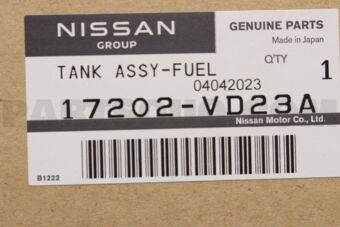 NISSAN GENUINE PARTS
GROUP Made in Japan
TANK ASSY-FUEL Q'TY 1
04042023
17202-VD23A
Nissan Motor Co., Ltd.
B1222